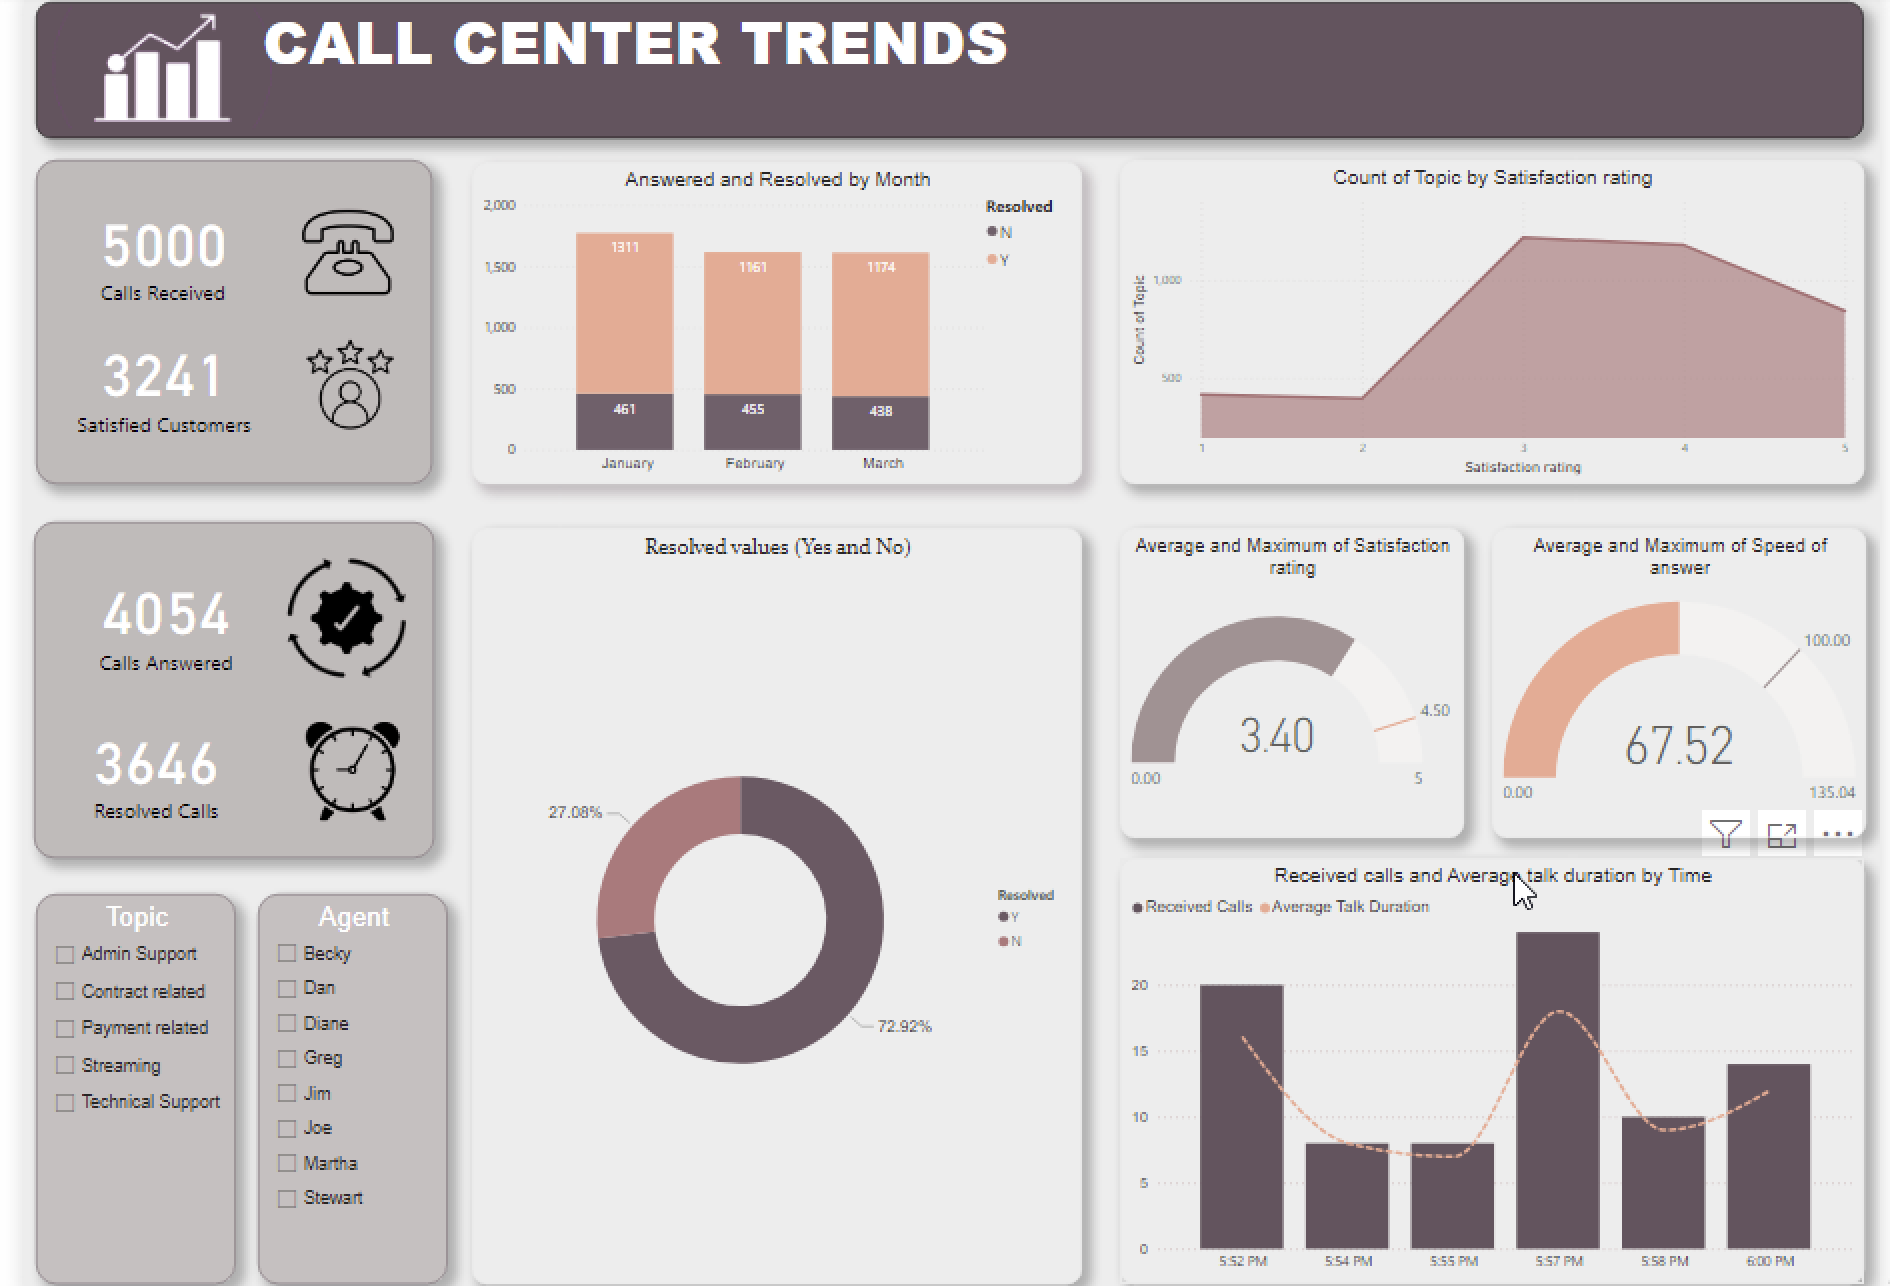 CALL CENTER TRENDS
5000
Calls Received
3241
Satisfied Customers
Answered and Resolved by Month
Resolved
N
Y
2,000
1,500
1,000
500
0
1311
1161
1174
461
455
438
January
February
March
Count of Topic by Satisfaction rating
Count of Topic
1,000
500
1
2
3
4
5
Satisfaction rating
4054
Calls Answered
3646
Resolved Calls
Resolved values (Yes and No)
27.08%
72.92%
Resolved
Y
N
Average and Maximum of Satisfaction
rating
3.40
4.50
0.00
5
Average and Maximum of Speed of
answer
100.00
67.52
0.00
135.04
Topic
Admin Support
Contract related
Payment related
Streaming
Technical Support
Agent
Becky
Dan
Diane
Greg
Jim
Joe
Martha
Stewart
Received calls and Average talk duration by Time
Received Calls
Average Talk Duration
20
15
10
5
0
5:52 PM
5:54 PM
5:55 PM
5:57 PM
5:58 PM
6:00 PM